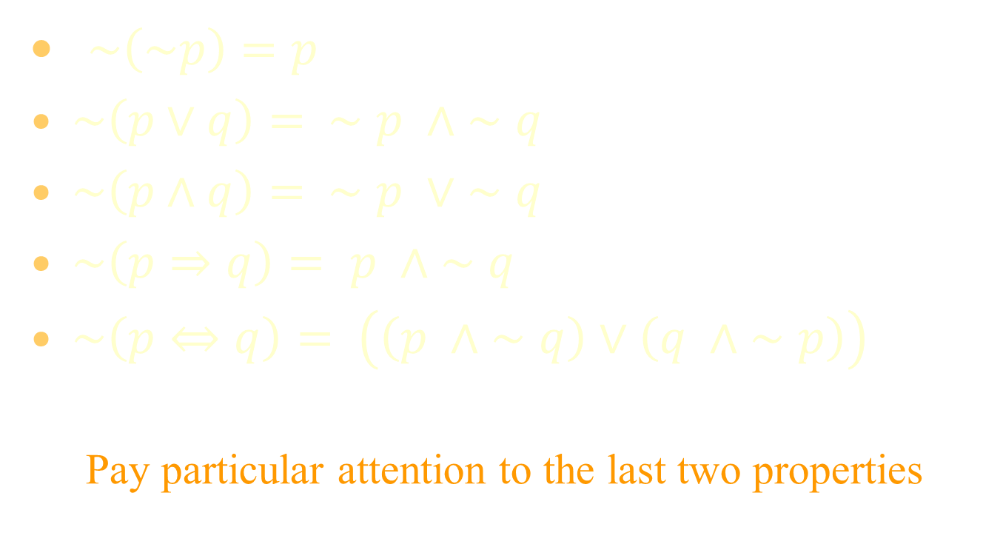 • ~(~p) = p
• ~(p ∨ q) = ~ p ∧ ~ q
• ~(p ∧ q) = ~ p ∨ ~ q
• ~(p ⇒ q) = p ∧ ~ q
• ~(p ⇔ q) = ((p ∧ ~ q) ∨ (q ∧ ~ p))
Pay particular attention to the last two properties